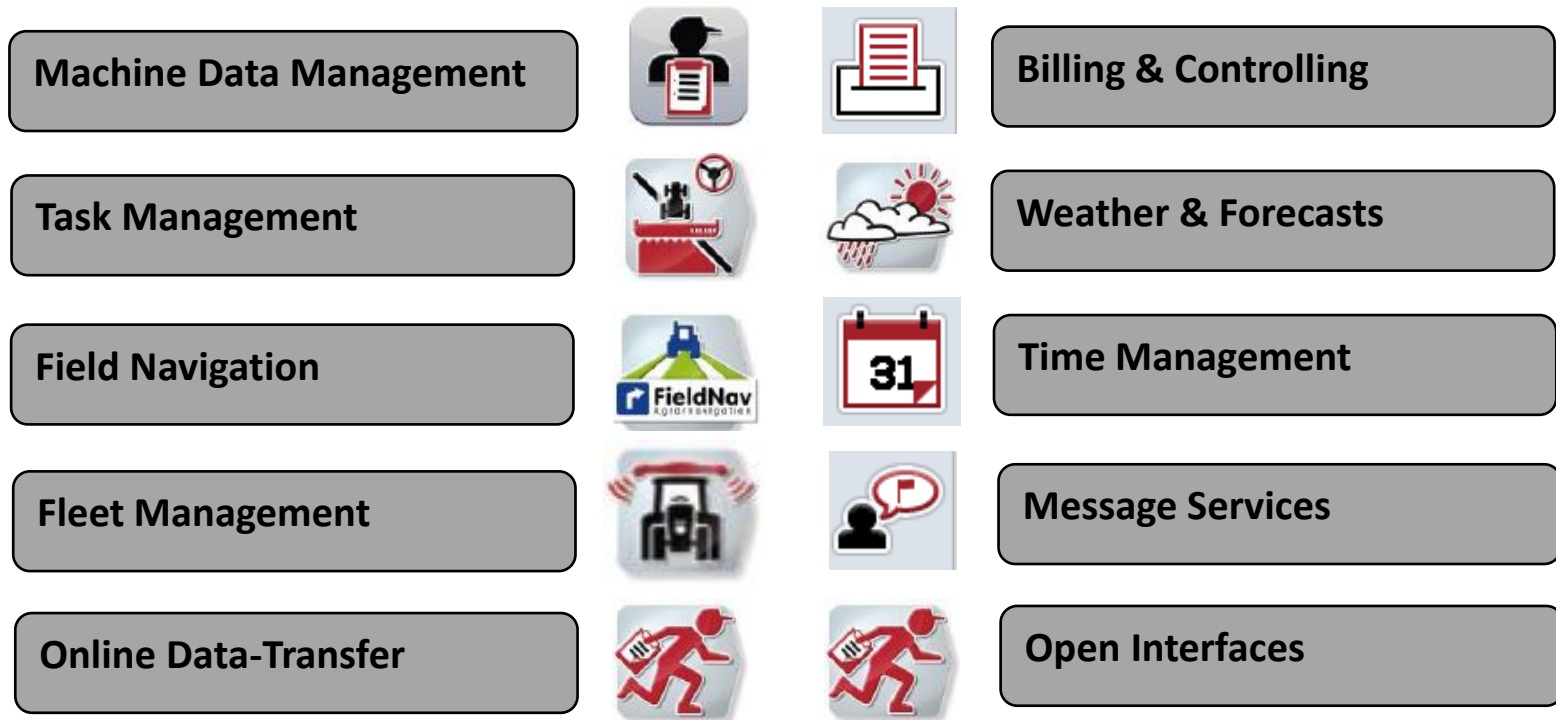 Machine Data Management
Billing & Controlling
Task Management
Weather & Forecasts
Field Navigation
FieldNav
Agrarnavigation
31
Time Management
Fleet Management
Message Services
Online Data-Transfer
Open Interfaces